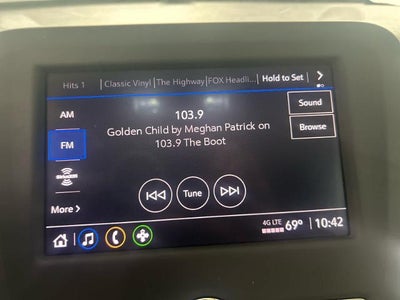 Hits 1 Classic Vinyl The Highway FOX Headli... Hold to Set
AM
103.9
Sound
Golden Child by Meghan Patrick on
103.9 The Boot
Browse
FM
SiriusXM
Tune
More >
4G LTE
69° 10:42